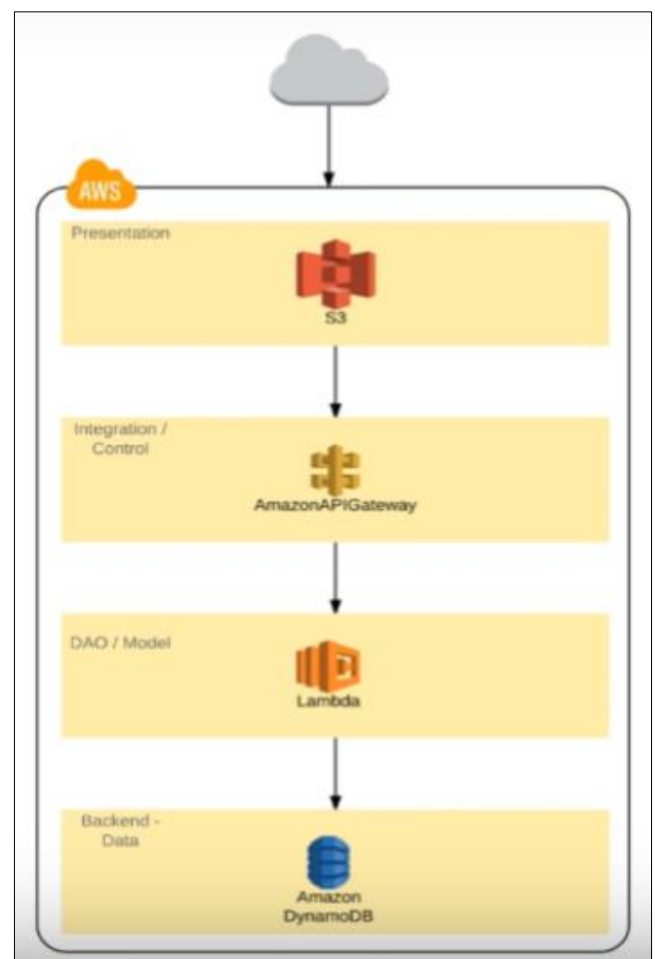 AWS
Presentation
S3
Integration /
Control
AmazonAPIGateway
DAO / Model
Lambda
Backend -
Data
Amazon
DynamoDB